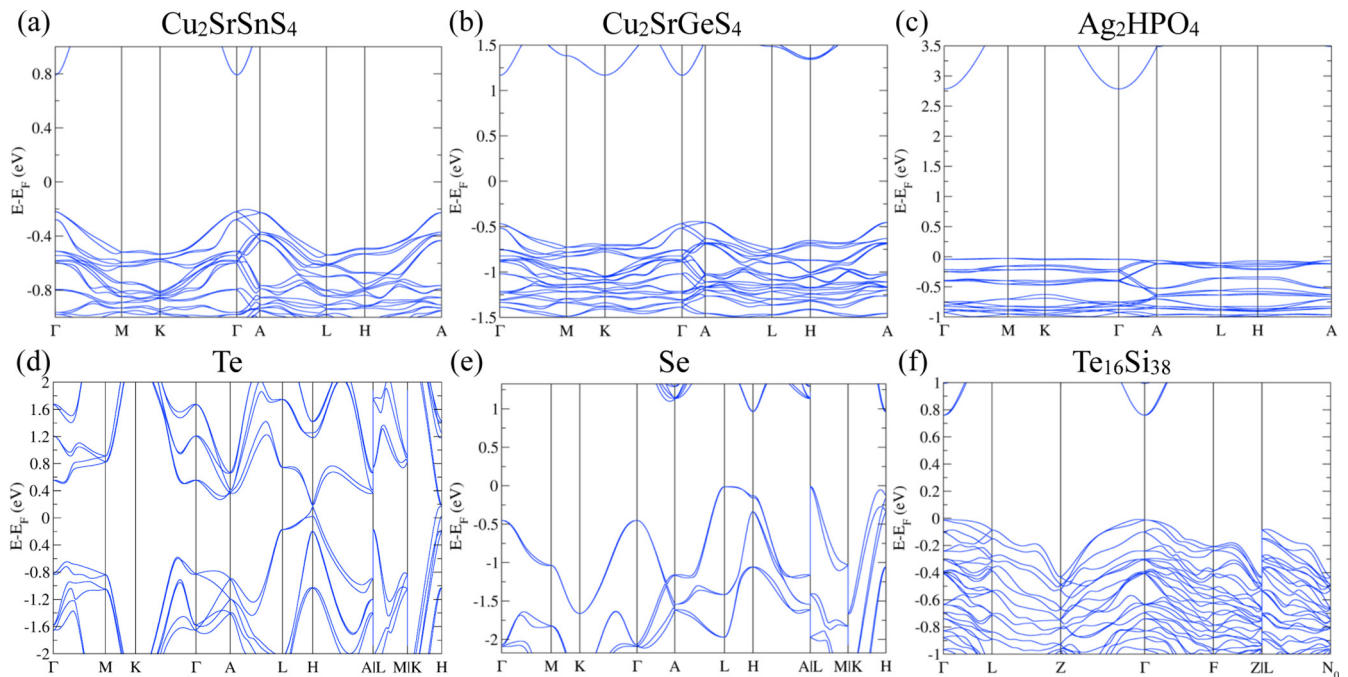 (a) Cu₂SrSnS₄
(b) Cu₂SrGeS₄
(c) Ag₂HPO₄
E-E_F (eV)
0.8
0.4
0
-0.4
-0.8
Γ M K Γ A L H A
E-E_F (eV)
1.5
1
0.5
0
-0.5
-1
-1.5
Γ M K Γ A L H A
E-E_F (eV)
3.5
3
2.5
2
1.5
1
0.5
0
-0.5
-1
Γ M K Γ A L H A
(d) Te
(e) Se
(f) Te₁₆Si₃₈
E-E_F (eV)
2
1.6
1.2
0.8
0.4
0
0.4
-0.8
-1.2
-1.6
-2
Γ M K Γ A L H A|L M|K H
E-E_F (eV)
1
0.5
0
-0.5
-1
-1.5
-2
Γ M K Γ A L H A|L M|K H
E-E_F (eV)
1
0.8
0.6
0.4
0.2
0
-0.2
-0.4
-0.6
-0.8
-1
Γ L Z Γ F Z|L N₀